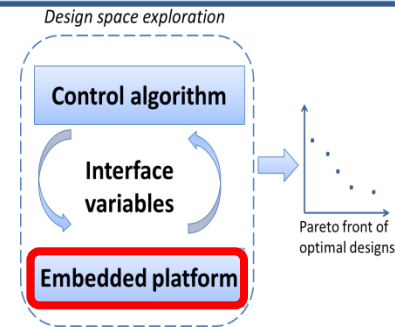 Design space exploration
Control algorithm
Interface
variables
Embedded platform
Pareto front of
optimal designs